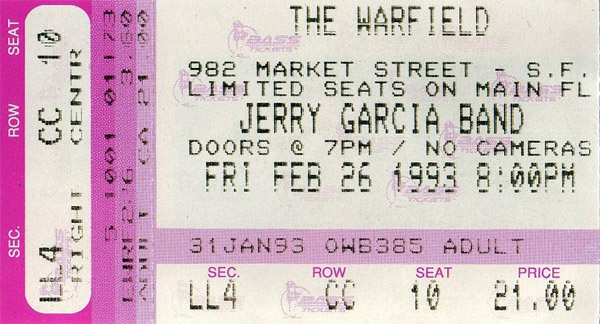 THE WARFIELD
982 MARKET STREET - S.F.
LIMITED SEATS ON MAIN FL
JERRY GARCIA BAND
DOORS @ 7PM / NO CAMERAS
FRI FEB 26 1993 8:00PM
31JAN93 OWB385 ADULT
SEC. ROW SEAT PRICE
LL4 CC 10 21.00
SEC. ROW SEAT
LL4 CC 10
RIGHT CENTR
BASS
TICKETS